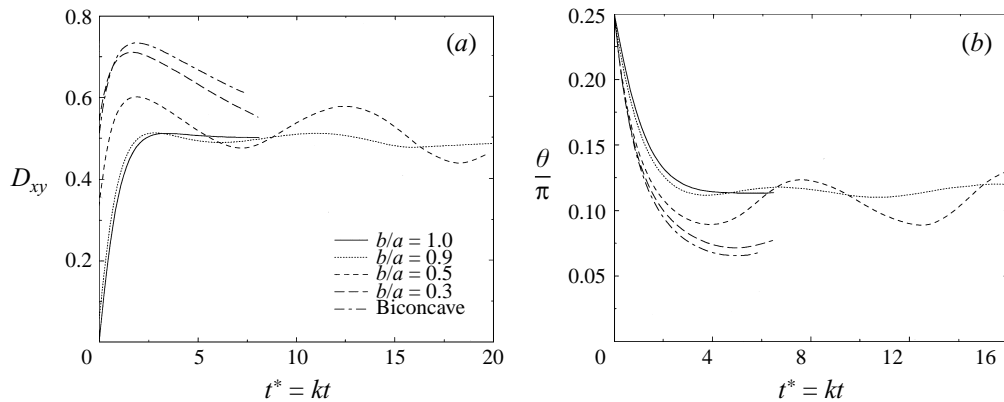 0.8
(a)
0.6
D_xy
0.4
b/a = 1.0
b/a = 0.9
0.2
b/a = 0.5
b/a = 0.3
Biconcave
0
5
10
15
20
t* = kt
0.25
(b)
0.20
θ/π
0.15
0.10
0.05
0
4
8
12
16
t* = kt